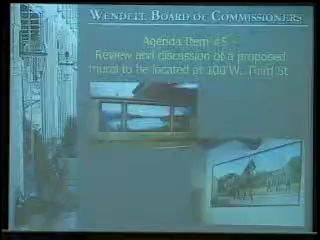 WENDELL BOARD OF COMMISSIONERS
Agenda Item #5 -
Review and discussion of a proposed
mural to be located at 100 W. Third St